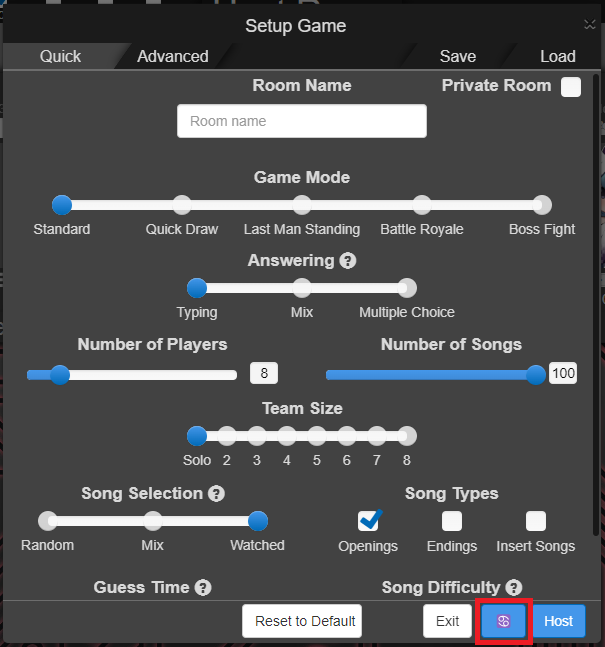 Setup Game
Quick Advanced Save Load
Room Name Private Room
Room name
Game Mode
Standard Quick Draw Last Man Standing Battle Royale Boss Fight
Answering ?
Typing Mix Multiple Choice
Number of Players Number of Songs
8 100
Team Size
Solo 2 3 4 5 6 7 8
Song Selection ? Song Types
Random Mix Watched Openings Endings Insert Songs
Guess Time ? Song Difficulty ?
Reset to Default Exit ♋ Host